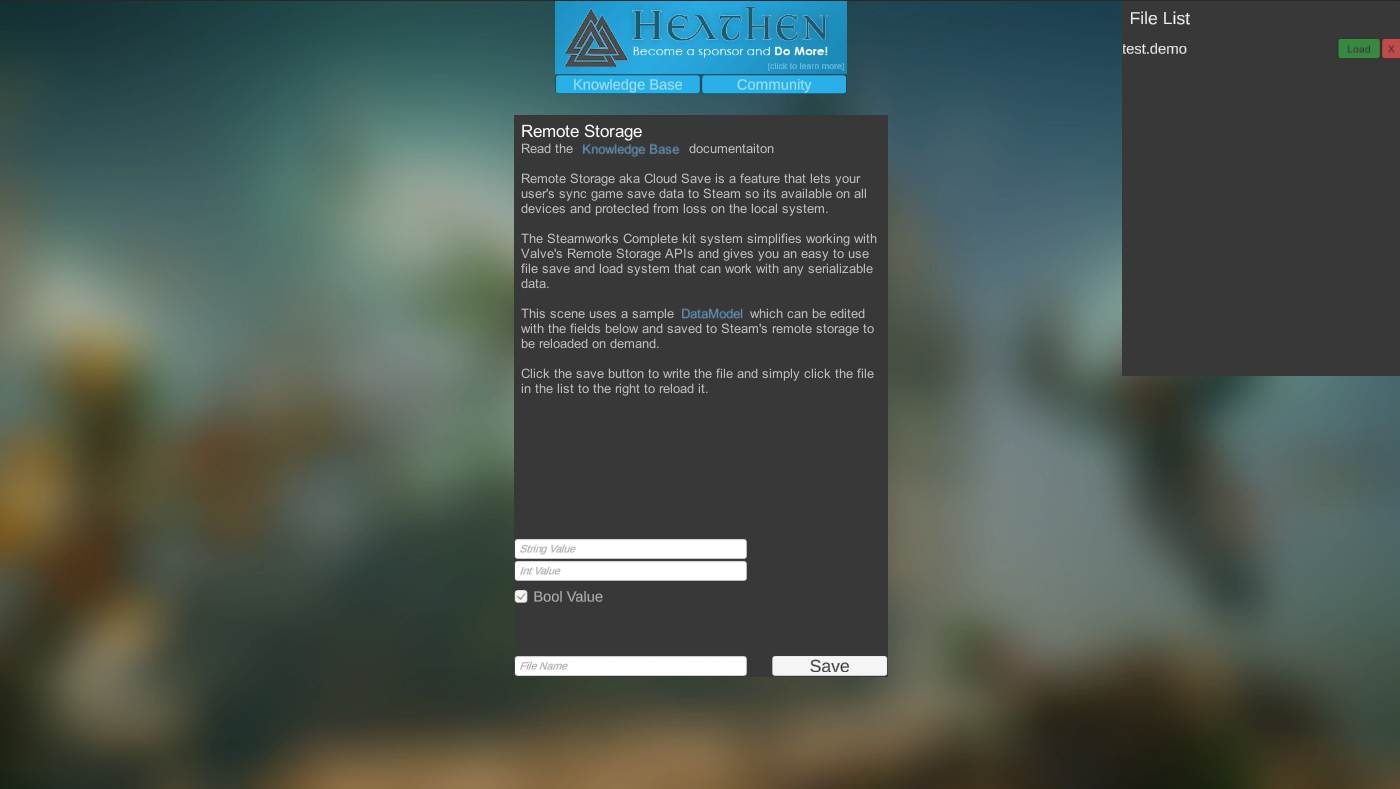 HEATHEN
Become a sponsor and Do More!
[click to learn more]
Knowledge Base
Community
Remote Storage
Read the Knowledge Base documentaiton
Remote Storage aka Cloud Save is a feature that lets your
user's sync game save data to Steam so its available on all
devices and protected from loss on the local system.
The Steamworks Complete kit system simplifies working with
Valve's Remote Storage APIs and gives you an easy to use
file save and load system that can work with any serializable
data.
This scene uses a sample DataModel which can be edited
with the fields below and saved to Steam's remote storage to
be reloaded on demand.
Click the save button to write the file and simply click the file
in the list to the right to reload it.
String Value
Int Value
Bool Value
File Name
Save
File List
test.demo
Load
X